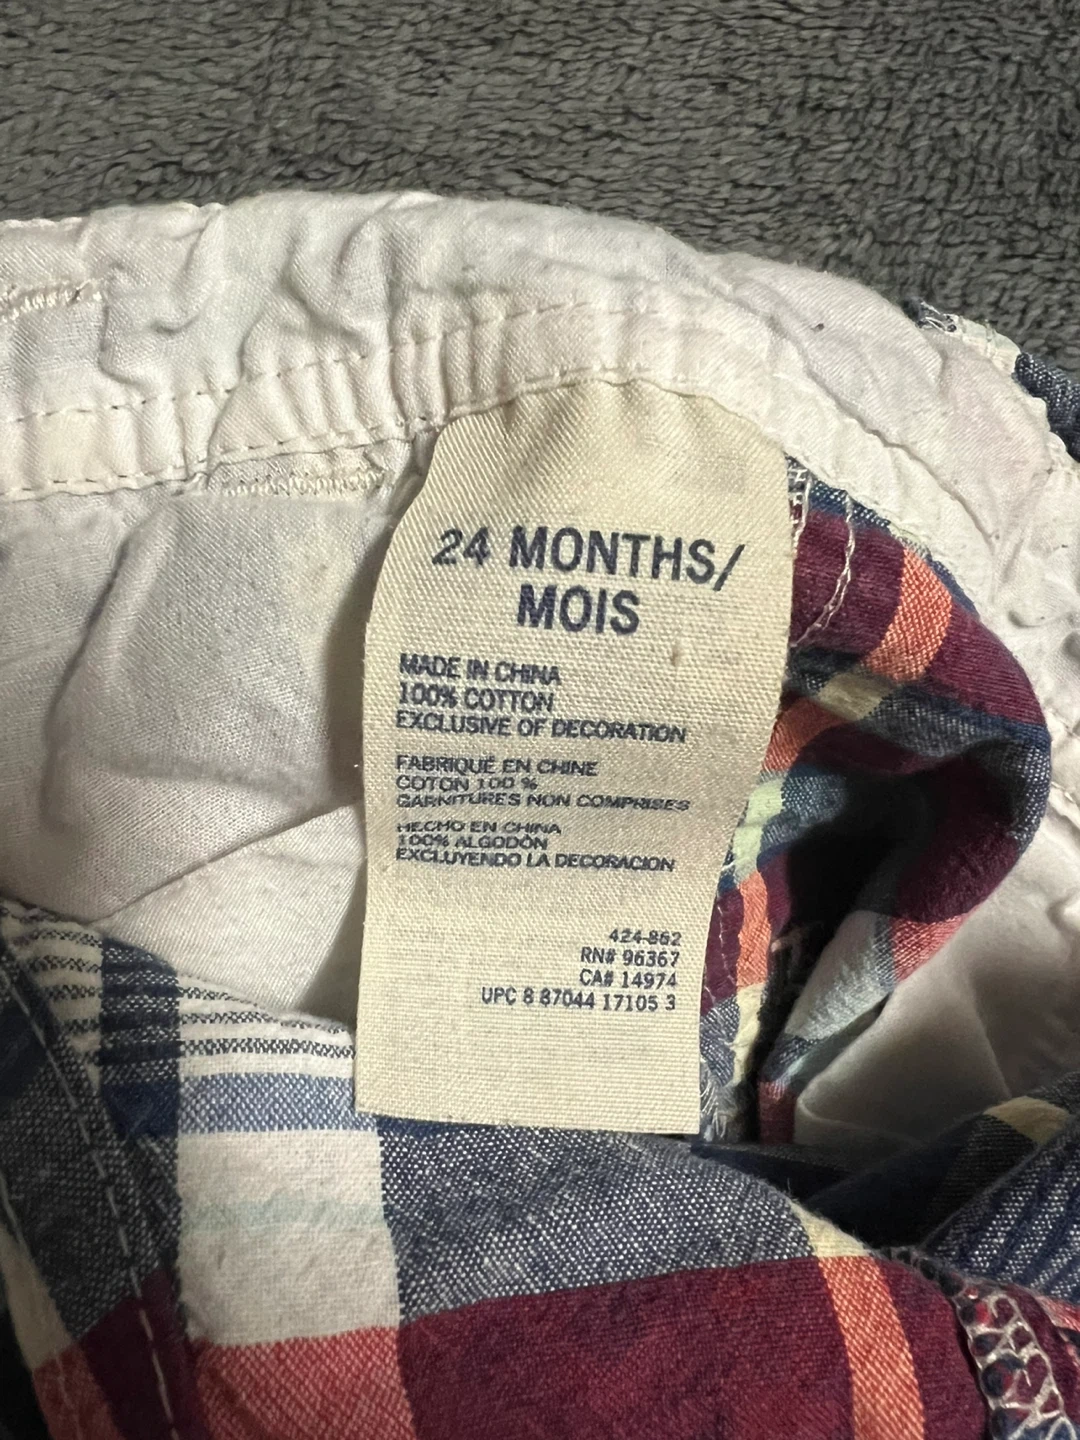 24 MONTHS/
MOIS
MADE IN CHINA
100% COTTON
EXCLUSIVE OF DECORATION
FABRIQUÉ EN CHINE
COTON 100 %
GARNITURES NON COMPRISES
HECHO EN CHINA
100% ALGODÓN
EXCLUYENDO LA DECORACION
424-862
RN# 96367
CA# 14974
UPC 8 87044 17105 3